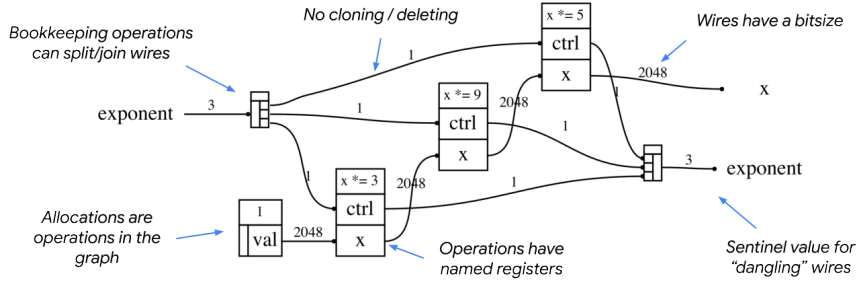 No cloning / deleting
x *= 5
Wires have a bitsize
Bookkeeping operations
can split/join wires
ctrl
1
x
2048
x
exponent
3
1
x *= 9
2048
1
ctrl
1
x
3
exponent
1
x *= 3
2048
1
ctrl
Allocations are
operations in the
graph
1
val
2048
x
Operations have
named registers
Sentinel value for
“dangling” wires